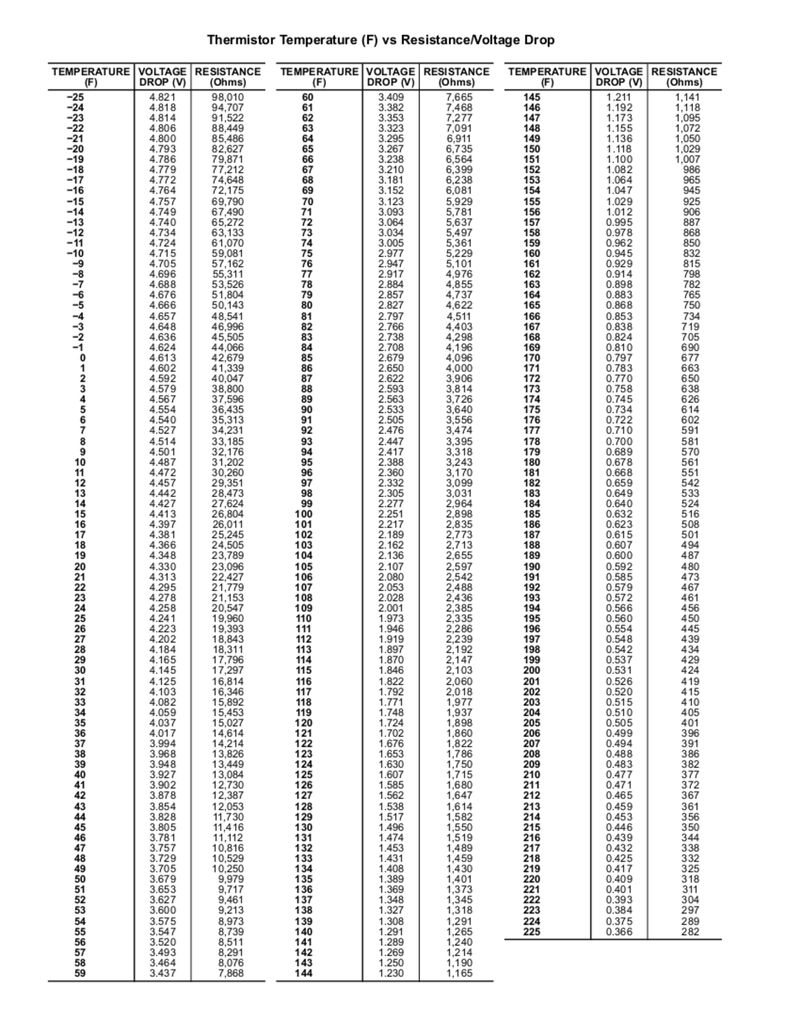 Thermistor Temperature (F) vs Resistance/Voltage Drop
TEMPERATURE (F) VOLTAGE DROP (V) RESISTANCE (Ohms)
−25 4.821 98,010
−24 4.818 94,707
−23 4.814 91,522
−22 4.806 88,449
−21 4.800 85,486
−20 4.793 82,627
−19 4.786 79,871
−18 4.779 77,212
−17 4.772 74,648
−16 4.764 72,175
−15 4.757 69,790
−14 4.749 67,490
−13 4.740 65,272
−12 4.734 63,133
−11 4.724 61,070
−10 4.715 59,081
−9 4.705 57,162
−8 4.696 55,311
−7 4.688 53,526
−6 4.676 51,804
−5 4.666 50,143
−4 4.657 48,541
−3 4.648 46,996
−2 4.636 45,505
−1 4.624 44,066
0 4.613 42,679
1 4.602 41,339
2 4.592 40,047
3 4.579 38,800
4 4.567 37,596
5 4.554 36,435
6 4.540 35,313
7 4.527 34,231
8 4.514 33,185
9 4.501 32,176
10 4.487 31,202
11 4.472 30,260
12 4.457 29,351
13 4.442 28,473
14 4.427 27,624
15 4.413 26,804
16 4.397 26,011
17 4.381 25,245
18 4.366 24,505
19 4.348 23,789
20 4.330 23,096
21 4.313 22,427
22 4.295 21,779
23 4.278 21,153
24 4.258 20,547
25 4.241 19,960
26 4.223 19,393
27 4.202 18,843
28 4.184 18,311
29 4.165 17,796
30 4.145 17,297
31 4.125 16,814
32 4.103 16,346
33 4.082 15,892
34 4.059 15,453
35 4.037 15,027
36 4.017 14,614
37 3.994 14,214
38 3.968 13,826
39 3.948 13,449
40 3.927 13,084
41 3.902 12,730
42 3.878 12,387
43 3.854 12,053
44 3.828 11,730
45 3.805 11,416
46 3.781 11,112
47 3.757 10,816
48 3.729 10,529
49 3.705 10,250
50 3.679 9,979
51 3.653 9,717
52 3.627 9,461
53 3.600 9,213
54 3.575 8,973
55 3.547 8,739
56 3.520 8,511
57 3.493 8,291
58 3.464 8,076
59 3.437 7,868
TEMPERATURE (F) VOLTAGE DROP (V) RESISTANCE (Ohms)
60 3.409 7,665
61 3.382 7,468
62 3.353 7,277
63 3.323 7,091
64 3.295 6,911
65 3.267 6,735
66 3.238 6,564
67 3.210 6,399
68 3.181 6,238
69 3.152 6,081
70 3.123 5,929
71 3.093 5,781
72 3.064 5,637
73 3.034 5,497
74 3.005 5,361
75 2.977 5,229
76 2.947 5,101
77 2.917 4,976
78 2.884 4,855
79 2.857 4,737
80 2.827 4,622
81 2.797 4,511
82 2.766 4,403
83 2.738 4,298
84 2.708 4,196
85 2.679 4,096
86 2.650 4,000
87 2.622 3,906
88 2.593 3,814
89 2.563 3,726
90 2.533 3,640
91 2.505 3,556
92 2.476 3,474
93 2.447 3,395
94 2.417 3,318
95 2.388 3,243
96 2.360 3,170
97 2.332 3,099
98 2.305 3,031
99 2.277 2,964
100 2.251 2,898
101 2.217 2,835
102 2.189 2,773
103 2.162 2,713
104 2.136 2,655
105 2.107 2,597
106 2.080 2,542
107 2.053 2,488
108 2.028 2,436
109 2.001 2,385
110 1.973 2,335
111 1.946 2,286
112 1.919 2,239
113 1.897 2,192
114 1.870 2,147
115 1.846 2,103
116 1.822 2,060
117 1.792 2,018
118 1.771 1,977
119 1.748 1,937
120 1.724 1,898
121 1.702 1,860
122 1.676 1,822
123 1.653 1,786
124 1.630 1,750
125 1.607 1,715
126 1.585 1,680
127 1.562 1,647
128 1.538 1,614
129 1.517 1,582
130 1.496 1,550
131 1.474 1,519
132 1.453 1,489
133 1.431 1,459
134 1.408 1,430
135 1.389 1,401
136 1.369 1,373
137 1.348 1,345
138 1.327 1,318
139 1.308 1,291
140 1.291 1,265
141 1.289 1,240
142 1.269 1,214
143 1.250 1,190
144 1.230 1,165
TEMPERATURE (F) VOLTAGE DROP (V) RESISTANCE (Ohms)
145 1.211 1,141
146 1.192 1,118
147 1.173 1,095
148 1.155 1,072
149 1.136 1,050
150 1.118 1,029
151 1.100 1,007
152 1.082 986
153 1.064 965
154 1.047 945
155 1.029 925
156 1.012 906
157 0.995 887
158 0.978 868
159 0.962 850
160 0.945 832
161 0.929 815
162 0.914 798
163 0.898 782
164 0.883 765
165 0.868 750
166 0.853 734
167 0.838 719
168 0.824 705
169 0.810 690
170 0.797 677
171 0.783 663
172 0.770 650
173 0.758 638
174 0.745 626
175 0.734 614
176 0.722 602
177 0.710 591
178 0.700 581
179 0.689 570
180 0.678 561
181 0.668 551
182 0.659 542
183 0.649 533
184 0.640 524
185 0.632 516
186 0.623 508
187 0.615 501
188 0.607 494
189 0.600 487
190 0.592 480
191 0.585 473
192 0.579 467
193 0.572 461
194 0.566 456
195 0.560 450
196 0.554 445
197 0.548 439
198 0.542 434
199 0.537 429
200 0.531 424
201 0.526 419
202 0.520 415
203 0.515 410
204 0.510 405
205 0.505 401
206 0.499 396
207 0.494 391
208 0.488 386
209 0.483 382
210 0.477 377
211 0.471 372
212 0.465 367
213 0.459 361
214 0.453 356
215 0.446 350
216 0.439 344
217 0.432 338
218 0.425 332
219 0.417 325
220 0.409 318
221 0.401 311
222 0.393 304
223 0.384 297
224 0.375 289
225 0.366 282